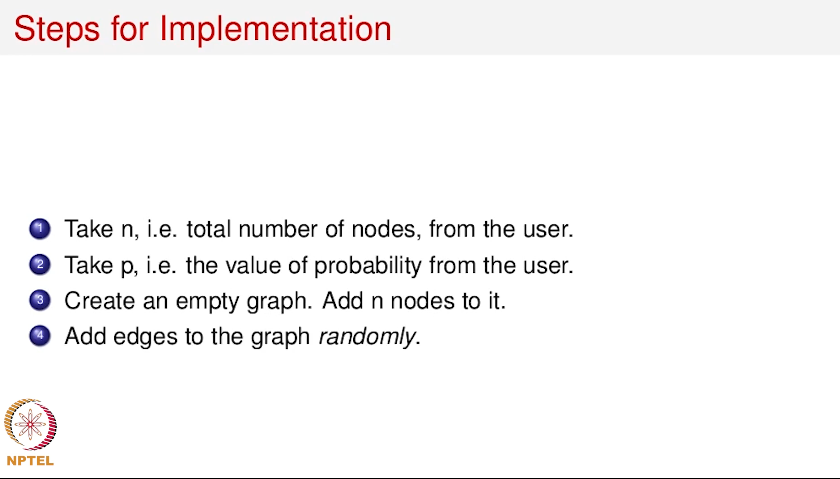 Steps for Implementation
1 Take n, i.e. total number of nodes, from the user.
2 Take p, i.e. the value of probability from the user.
3 Create an empty graph. Add n nodes to it.
4 Add edges to the graph randomly.
NPTEL